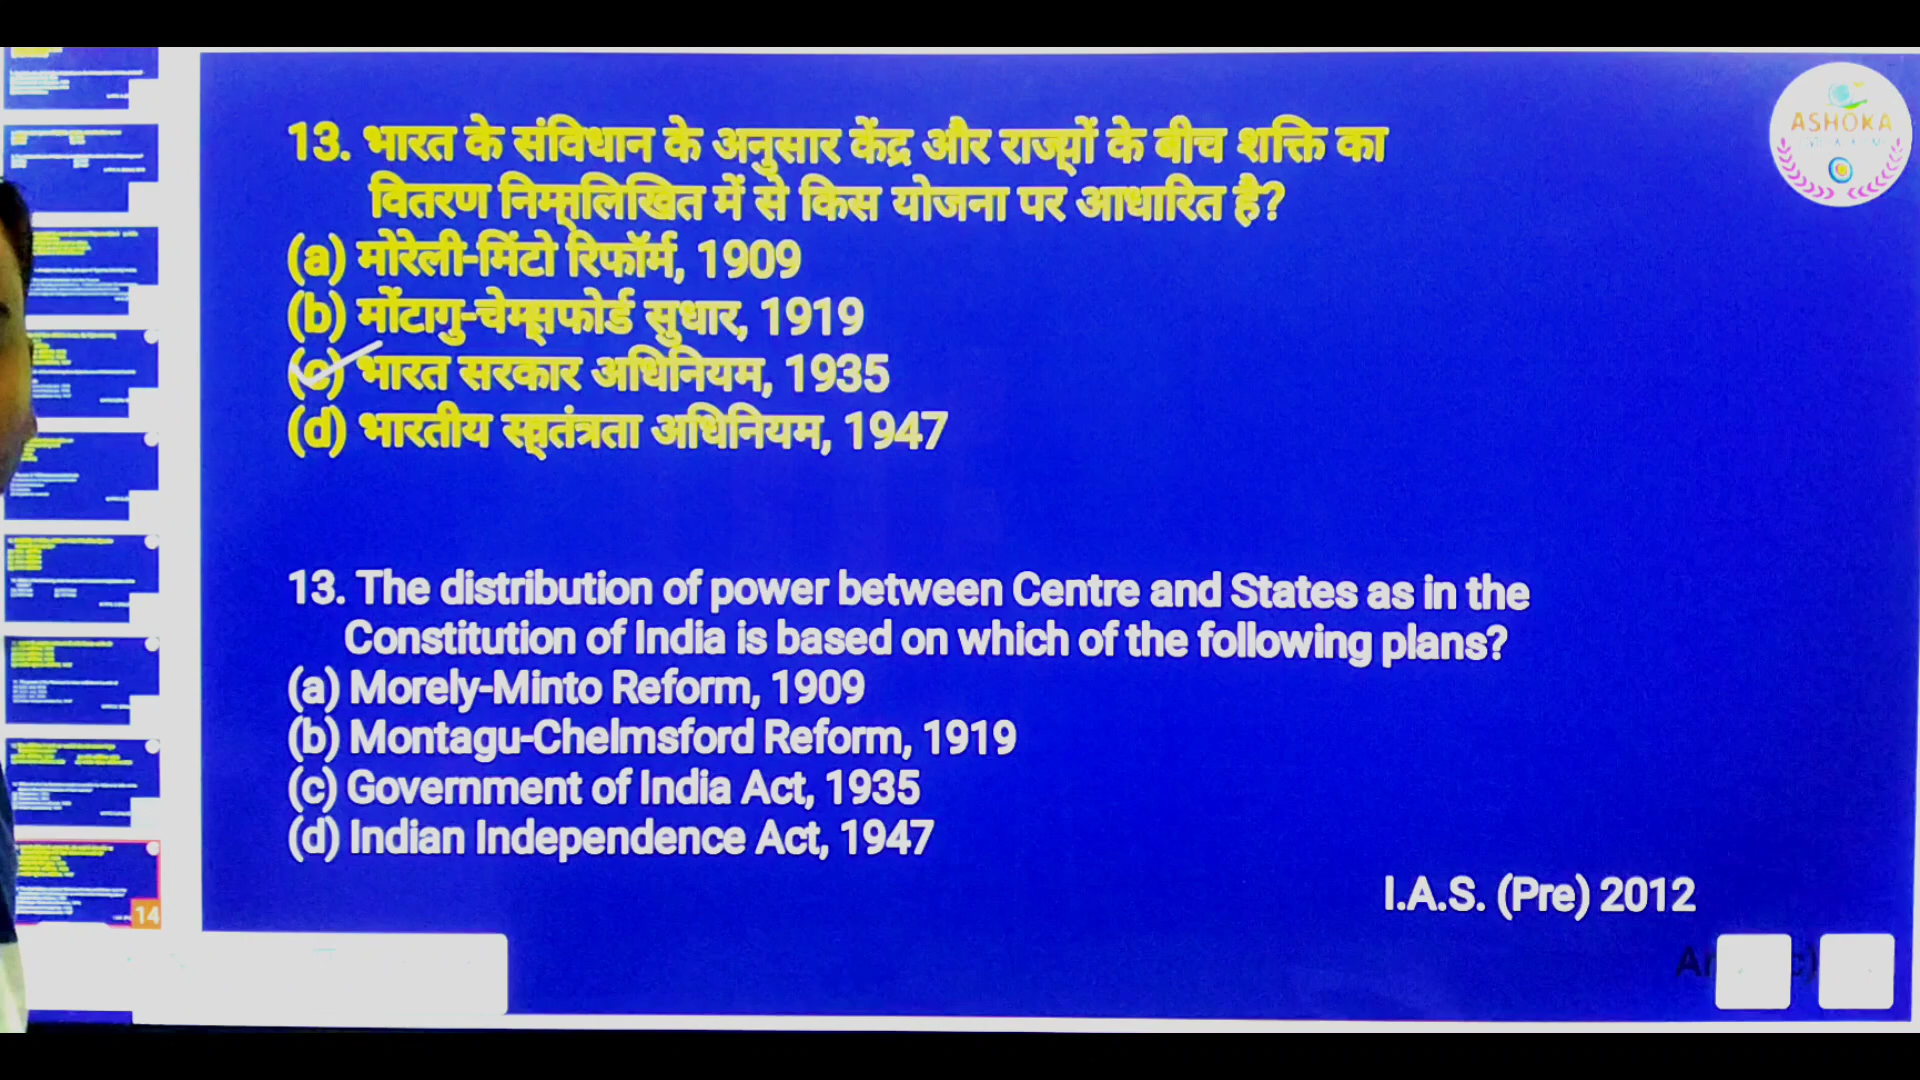 ASHOKA
13. भारत के संविधान के अनुसार केंद्र और राज्यों के बीच शक्ति का
वितरण निम्नलिखित में से किस योजना पर आधारित है?
(a) मोरेली-मिंटो रिफॉर्म, 1909
(b) मोंटागु-चेम्सफोर्ड सुधार, 1919
(c) भारत सरकार अधिनियम, 1935
(d) भारतीय स्वतंत्रता अधिनियम, 1947
13. The distribution of power between Centre and States as in the
Constitution of India is based on which of the following plans?
(a) Morely-Minto Reform, 1909
(b) Montagu-Chelmsford Reform, 1919
(c) Government of India Act, 1935
(d) Indian Independence Act, 1947
I.A.S. (Pre) 2012
14